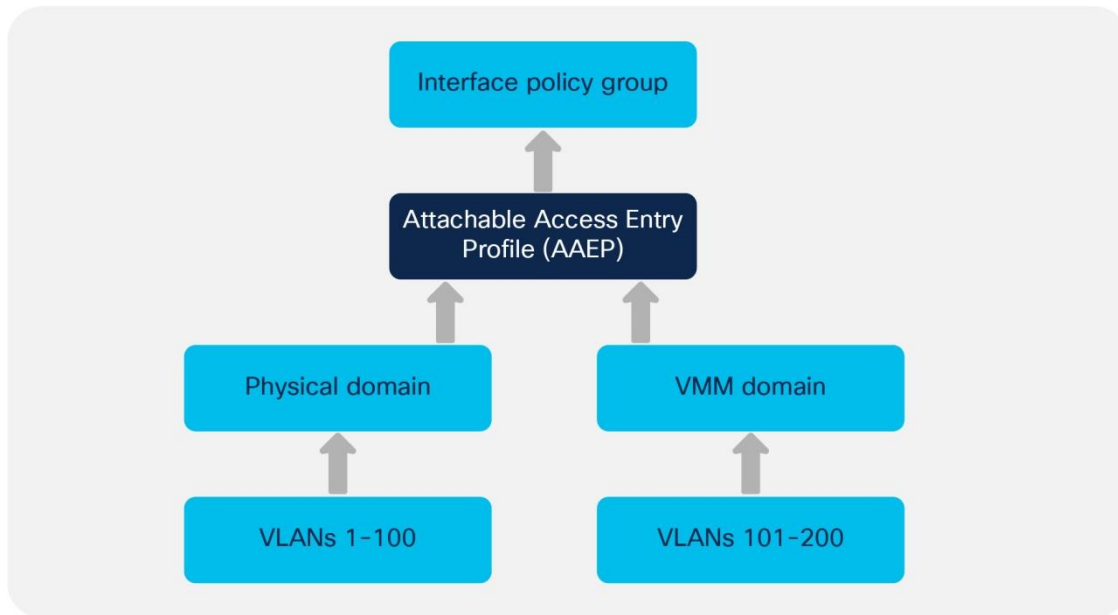 Interface policy group
Attachable Access Entry
Profile (AAEP)
Physical domain
VMM domain
VLANs 1-100
VLANs 101-200